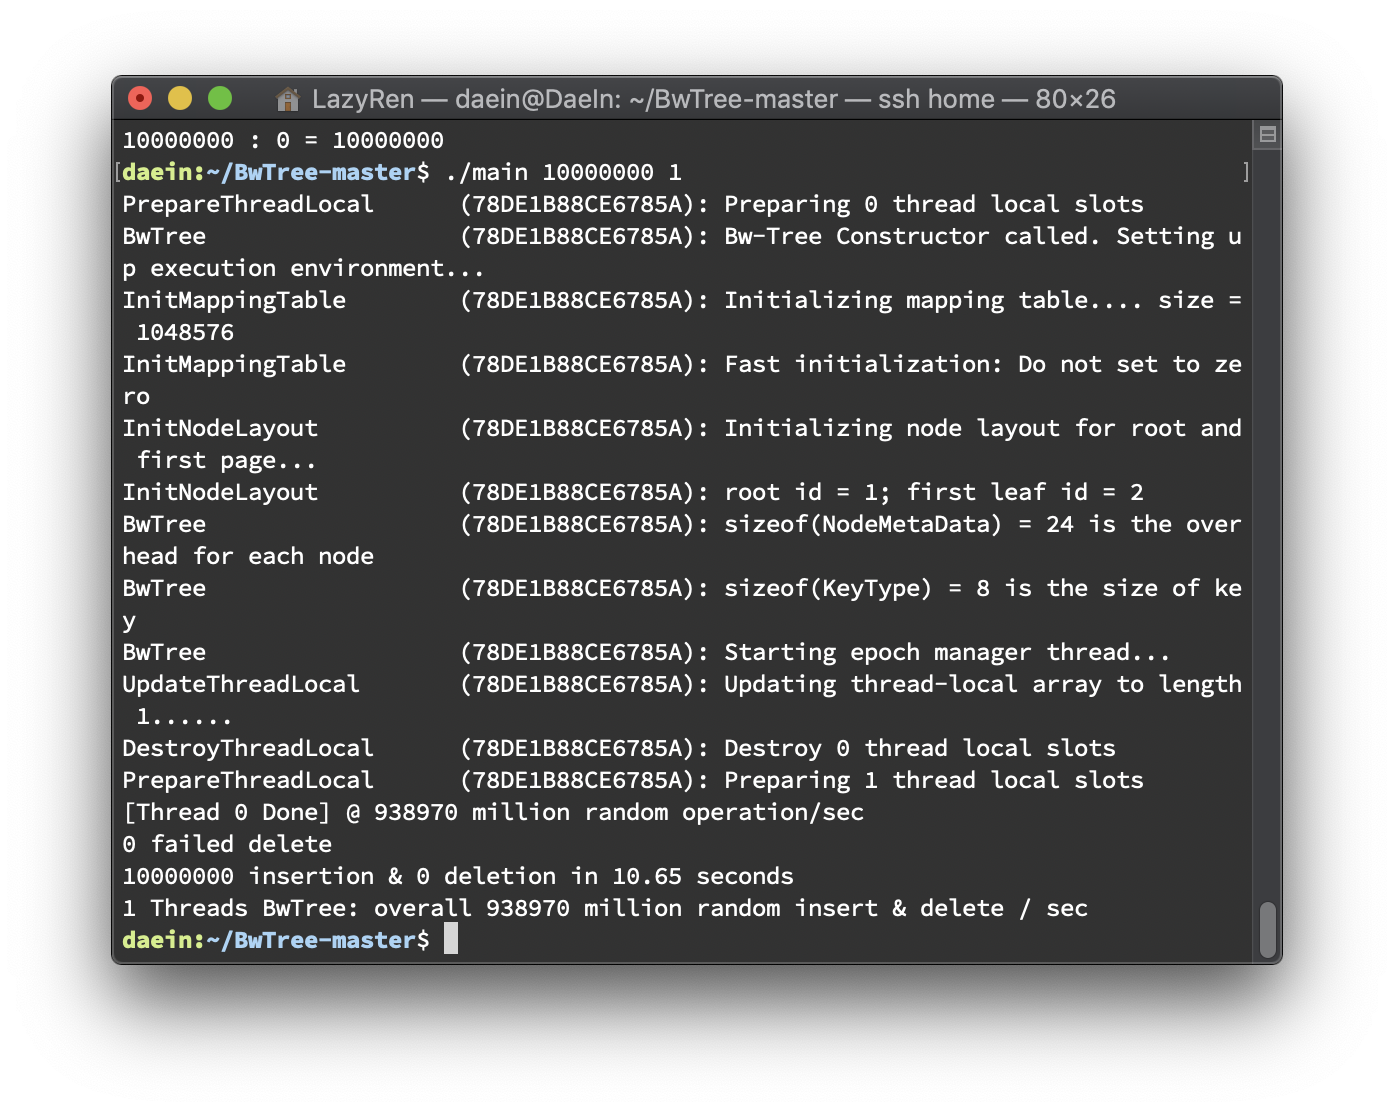 LazyRen — daein@DaeIn: ~/BwTree-master — ssh home — 80×26
10000000 : 0 = 10000000
[daein:~/BwTree-master$ ./main 10000000 1 ]
PrepareThreadLocal      (78DE1B88CE6785A): Preparing 0 thread local slots
BwTree                  (78DE1B88CE6785A): Bw-Tree Constructor called. Setting u
p execution environment...
InitMappingTable        (78DE1B88CE6785A): Initializing mapping table.... size =
 1048576
InitMappingTable        (78DE1B88CE6785A): Fast initialization: Do not set to ze
ro
InitNodeLayout          (78DE1B88CE6785A): Initializing node layout for root and
 first page...
InitNodeLayout          (78DE1B88CE6785A): root id = 1; first leaf id = 2
BwTree                  (78DE1B88CE6785A): sizeof(NodeMetaData) = 24 is the over
head for each node
BwTree                  (78DE1B88CE6785A): sizeof(KeyType) = 8 is the size of ke
y
BwTree                  (78DE1B88CE6785A): Starting epoch manager thread...
UpdateThreadLocal       (78DE1B88CE6785A): Updating thread-local array to length
 1......
DestroyThreadLocal      (78DE1B88CE6785A): Destroy 0 thread local slots
PrepareThreadLocal      (78DE1B88CE6785A): Preparing 1 thread local slots
[Thread 0 Done] @ 938970 million random operation/sec
0 failed delete
10000000 insertion & 0 deletion in 10.65 seconds
1 Threads BwTree: overall 938970 million random insert & delete / sec
daein:~/BwTree-master$